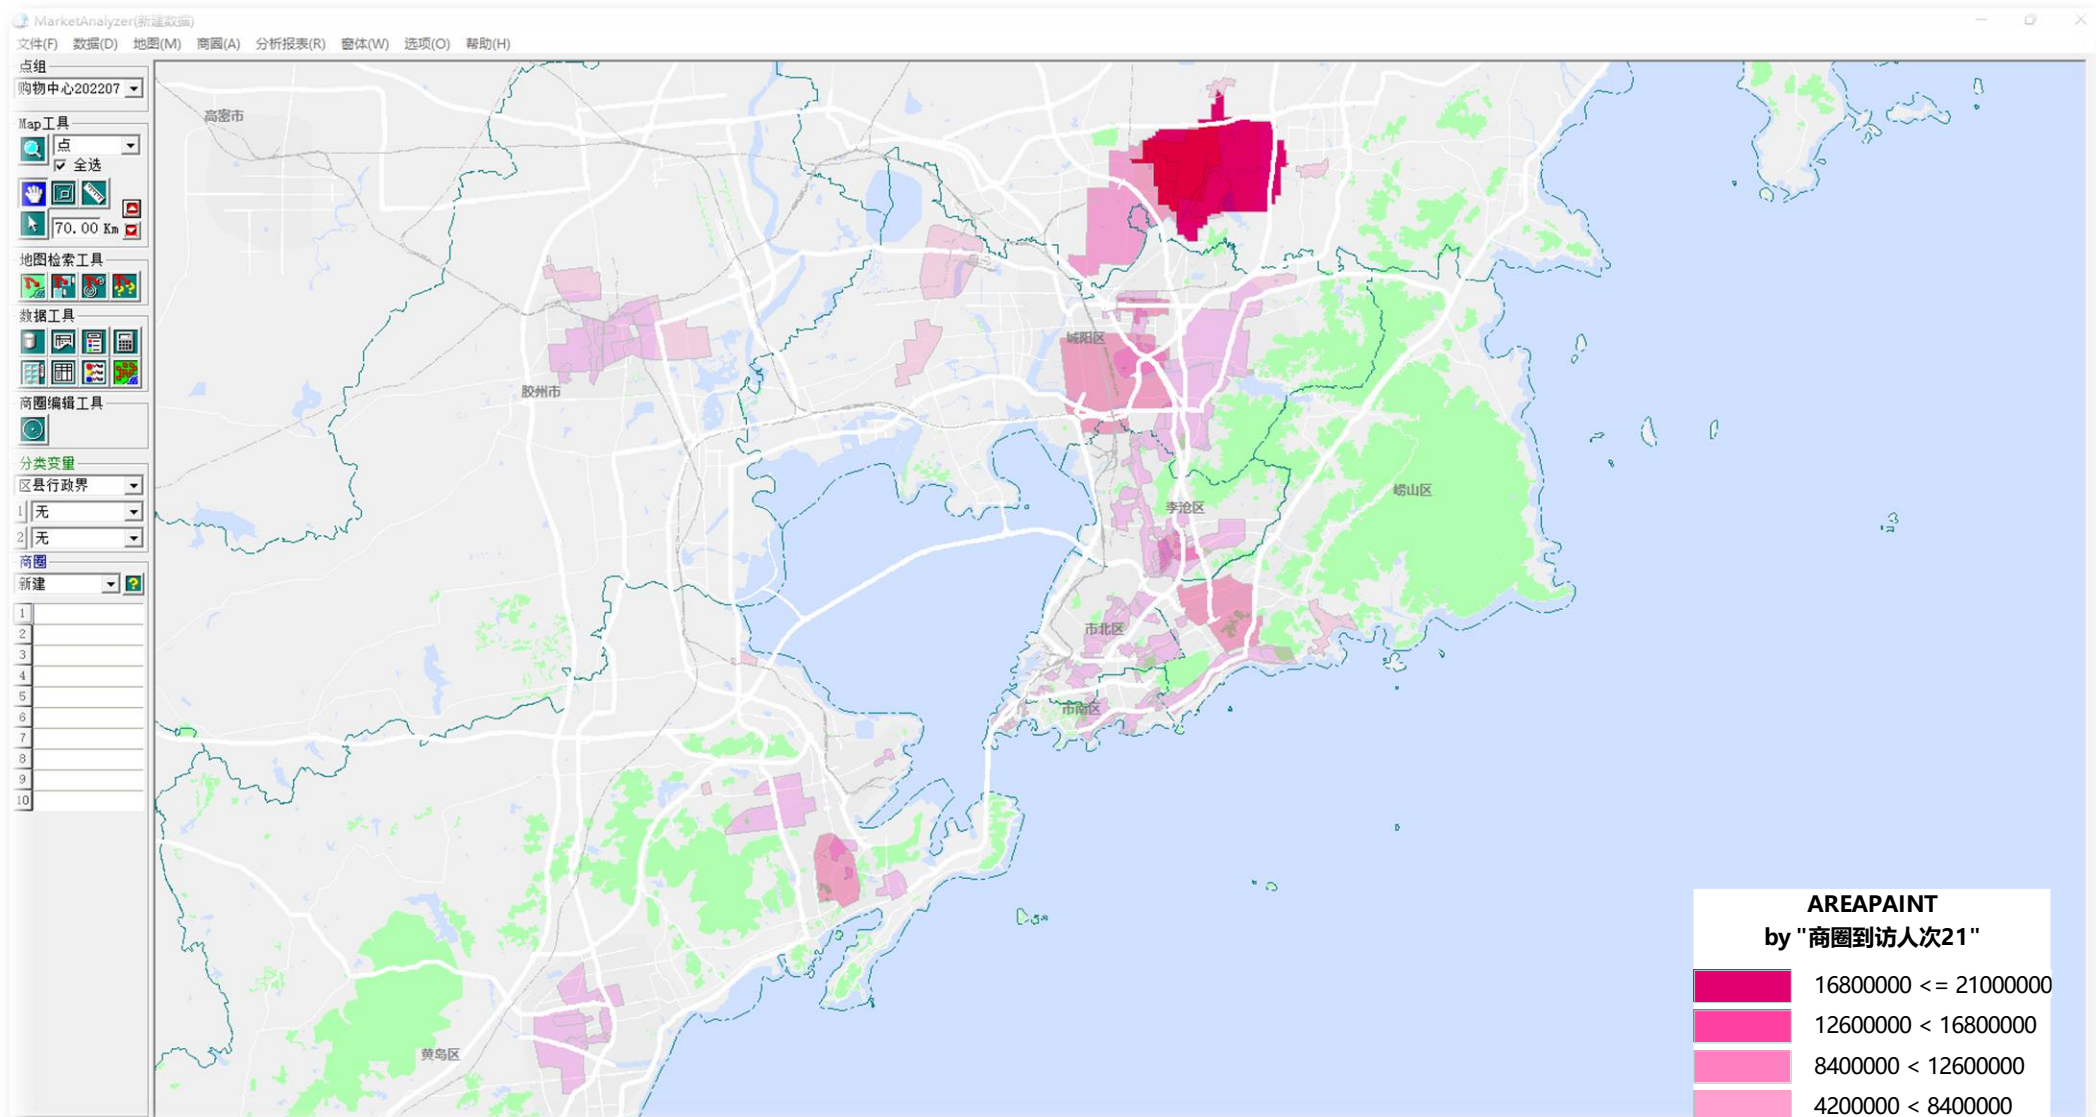 MarketAnalyzer(新建数据)
文件(F) 数据(D) 地图(M) 商圈(A) 分析报表(R) 窗体(W) 选项(O) 帮助(H)
点组
购物中心202207
Map工具
点
全选
70.00 Km
地图检索工具
数据工具
商圈编辑工具
分类变量
区县行政界
1 无
2 无
商圈
新建
1
2
3
4
5
6
7
8
9
10
高密市
城阳区
胶州市
崂山区
李沧区
市北区
市南区
黄岛区
AREAPAINT
by "商圈到访人次21"
16800000 <= 21000000
12600000 < 16800000
8400000 < 12600000
4200000 < 8400000